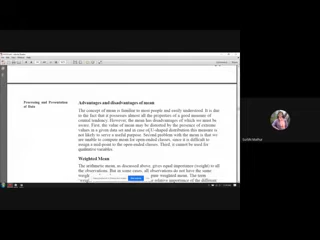 Processing and Presentation
of Data
Advantages and disadvantages of mean
The concept of mean is familiar to most people and easily understood. It is due
to the fact that it possesses almost all the properties of a good measure of
central tendency. However, the mean has disadvantages of which we must be
aware. First, the value of mean may be distorted by the presence of extreme
values in a given data set and in case of U-shaped distribution this measure is
not likely to serve a useful purpose. Second problem with the mean is that we
are unable to compute mean for open-ended classes, since it is difficult to
assign a mid-point to the open-ended classes. Third, it cannot be used for
qualitative variables.
Weighted Mean
The arithmetic mean, as discussed above, gives equal importance (weight) to all
the observations. But in some cases, all observations do not have the same
weigh pute weighted mean. The term
'weig relative importance of the different